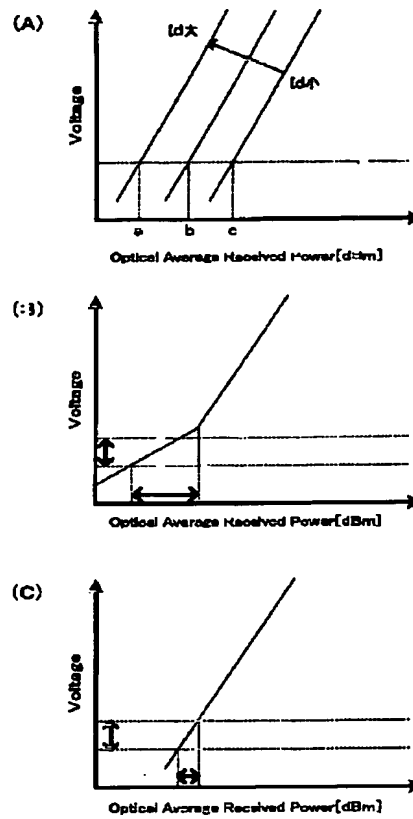 (A)
Id大
Id小
Voltage
a b c
Optical Average Received Power[dBm]
(B)
Voltage
Optical Average Received Power[dBm]
(C)
Voltage
Optical Average Received Power[dBm]